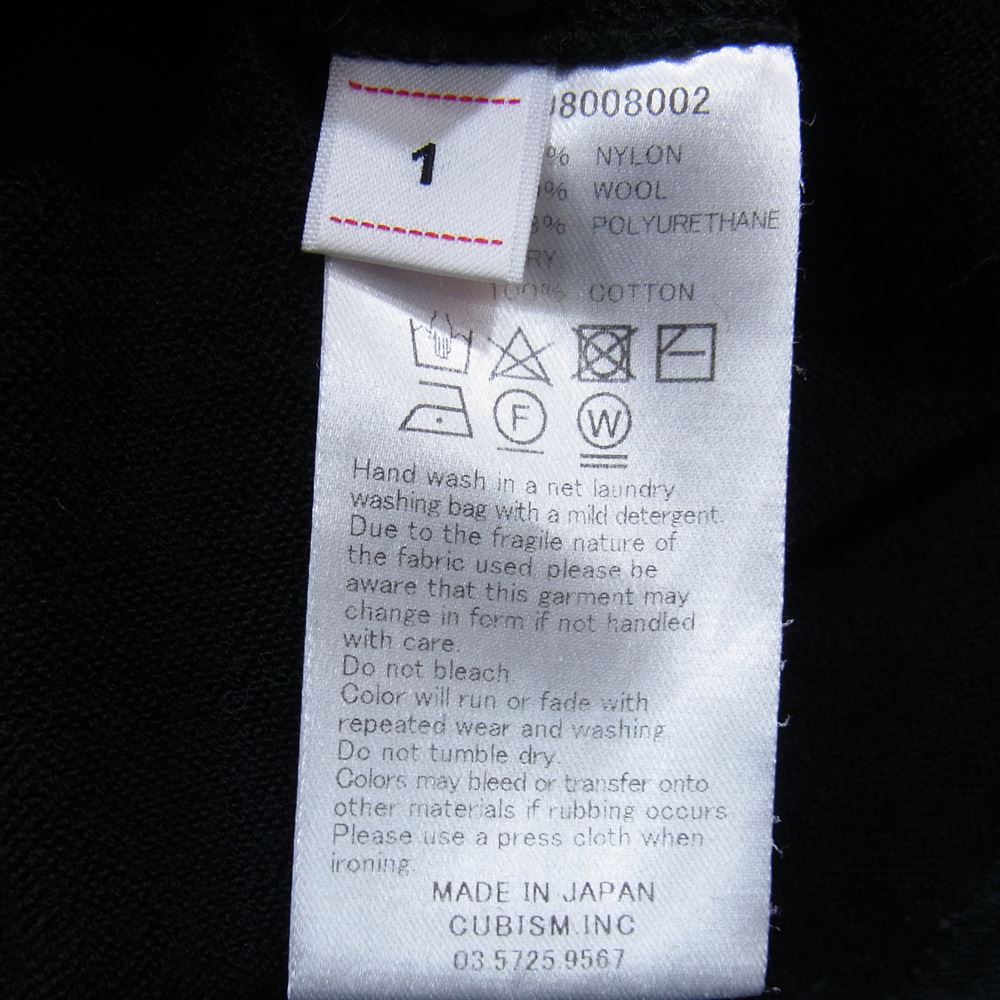 1
8008002
% NYLON
% WOOL
% POLYURETHANE
RY
100% COTTON
F W
Hand wash in a net laundry
washing bag with a mild detergent.
Due to the fragile nature of
the fabric used please be
aware that this garment may
change in form if not handled
with care.
Do not bleach
Color will run or fade with
repeated wear and washing
Do not tumble dry.
Colors may bleed or transfer onto
other materials if rubbing occurs
Please use a press cloth when
ironing
MADE IN JAPAN
CUBISM.INC
03.5725.9567